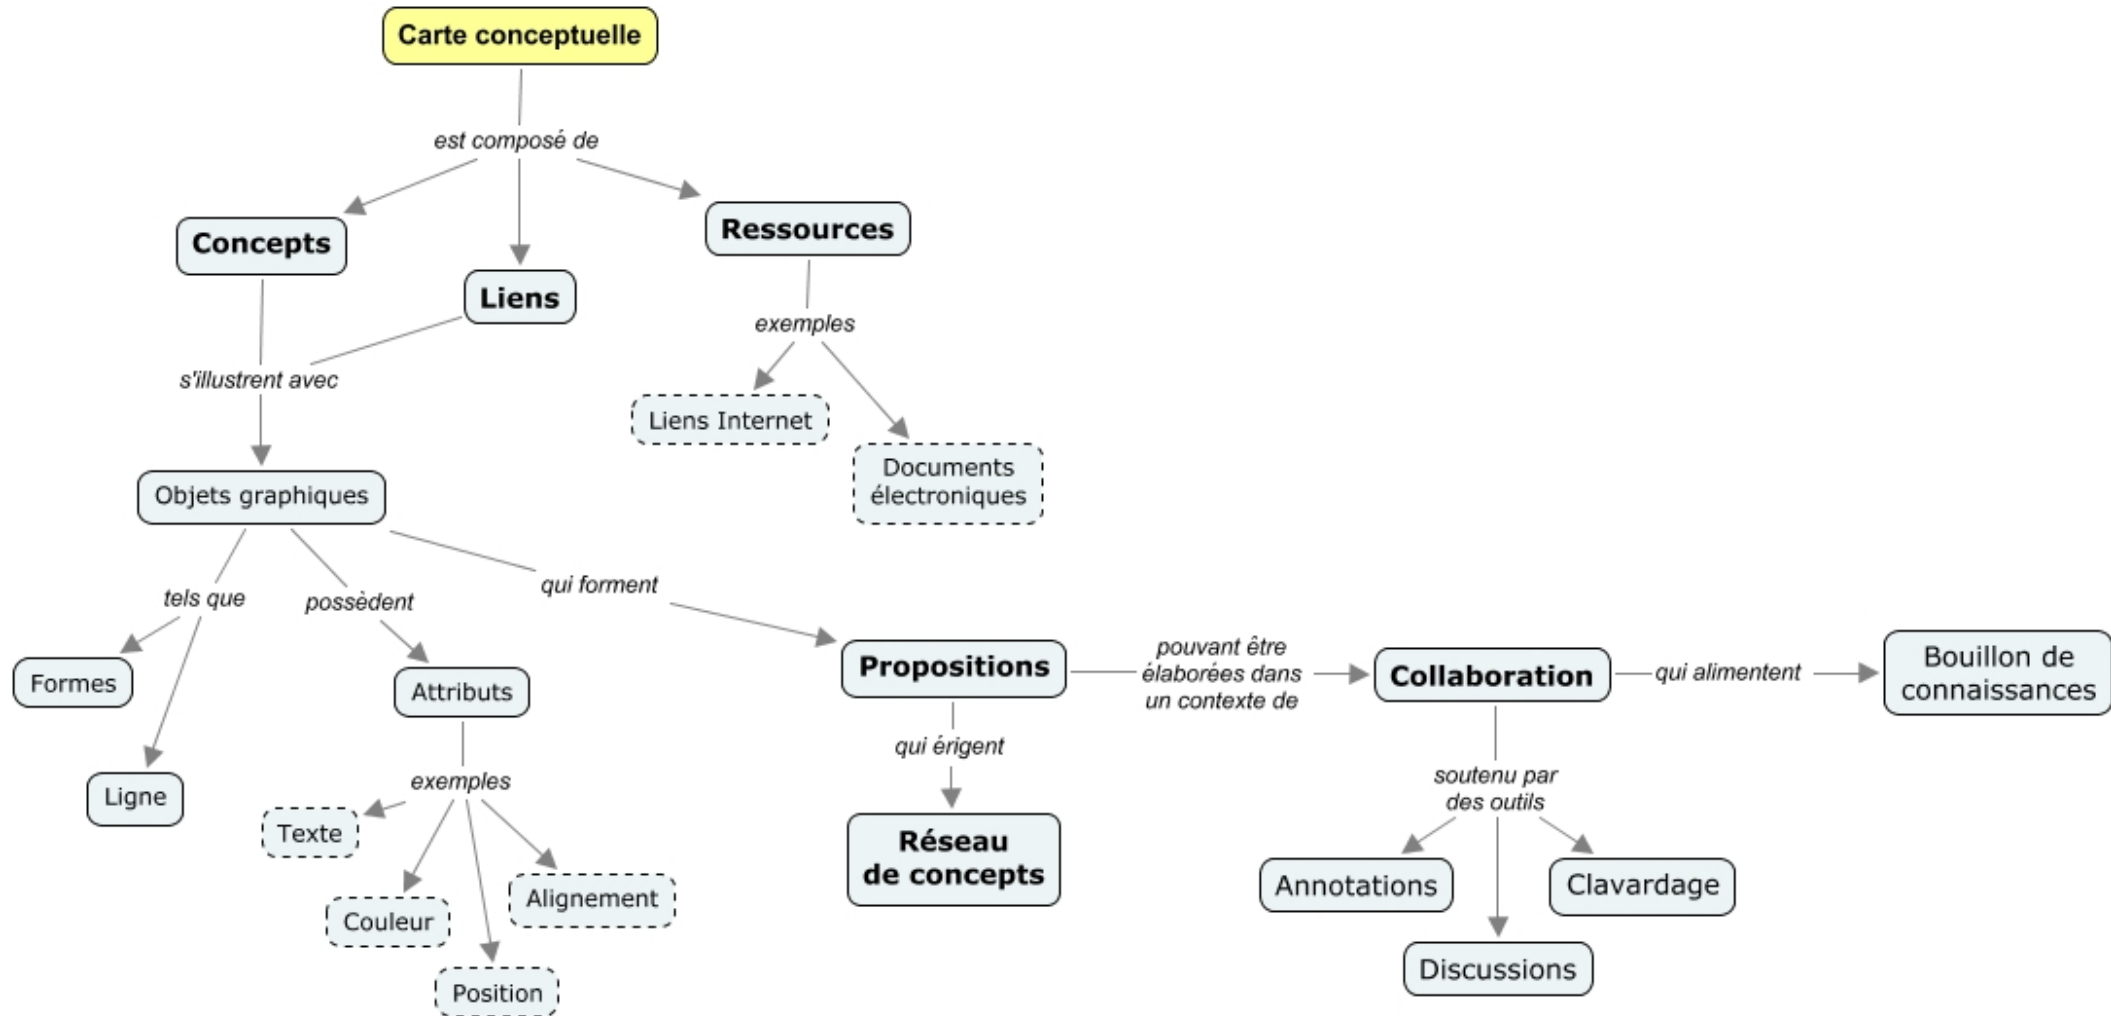 Carte conceptuelle
est composé de
Concepts
Liens
Ressources
exemples
s'illustrent avec
Liens Internet
Documents
électroniques
Objets graphiques
tels que
possèdent
qui forment
Formes
Ligne
Attributs
exemples
Texte
Couleur
Position
Alignement
Propositions
qui érigent
Réseau
de concepts
pouvant être
élaborées dans
un contexte de
Collaboration
qui alimentent
Bouillon de
connaissances
soutenu par
des outils
Annotations
Discussions
Clavardage